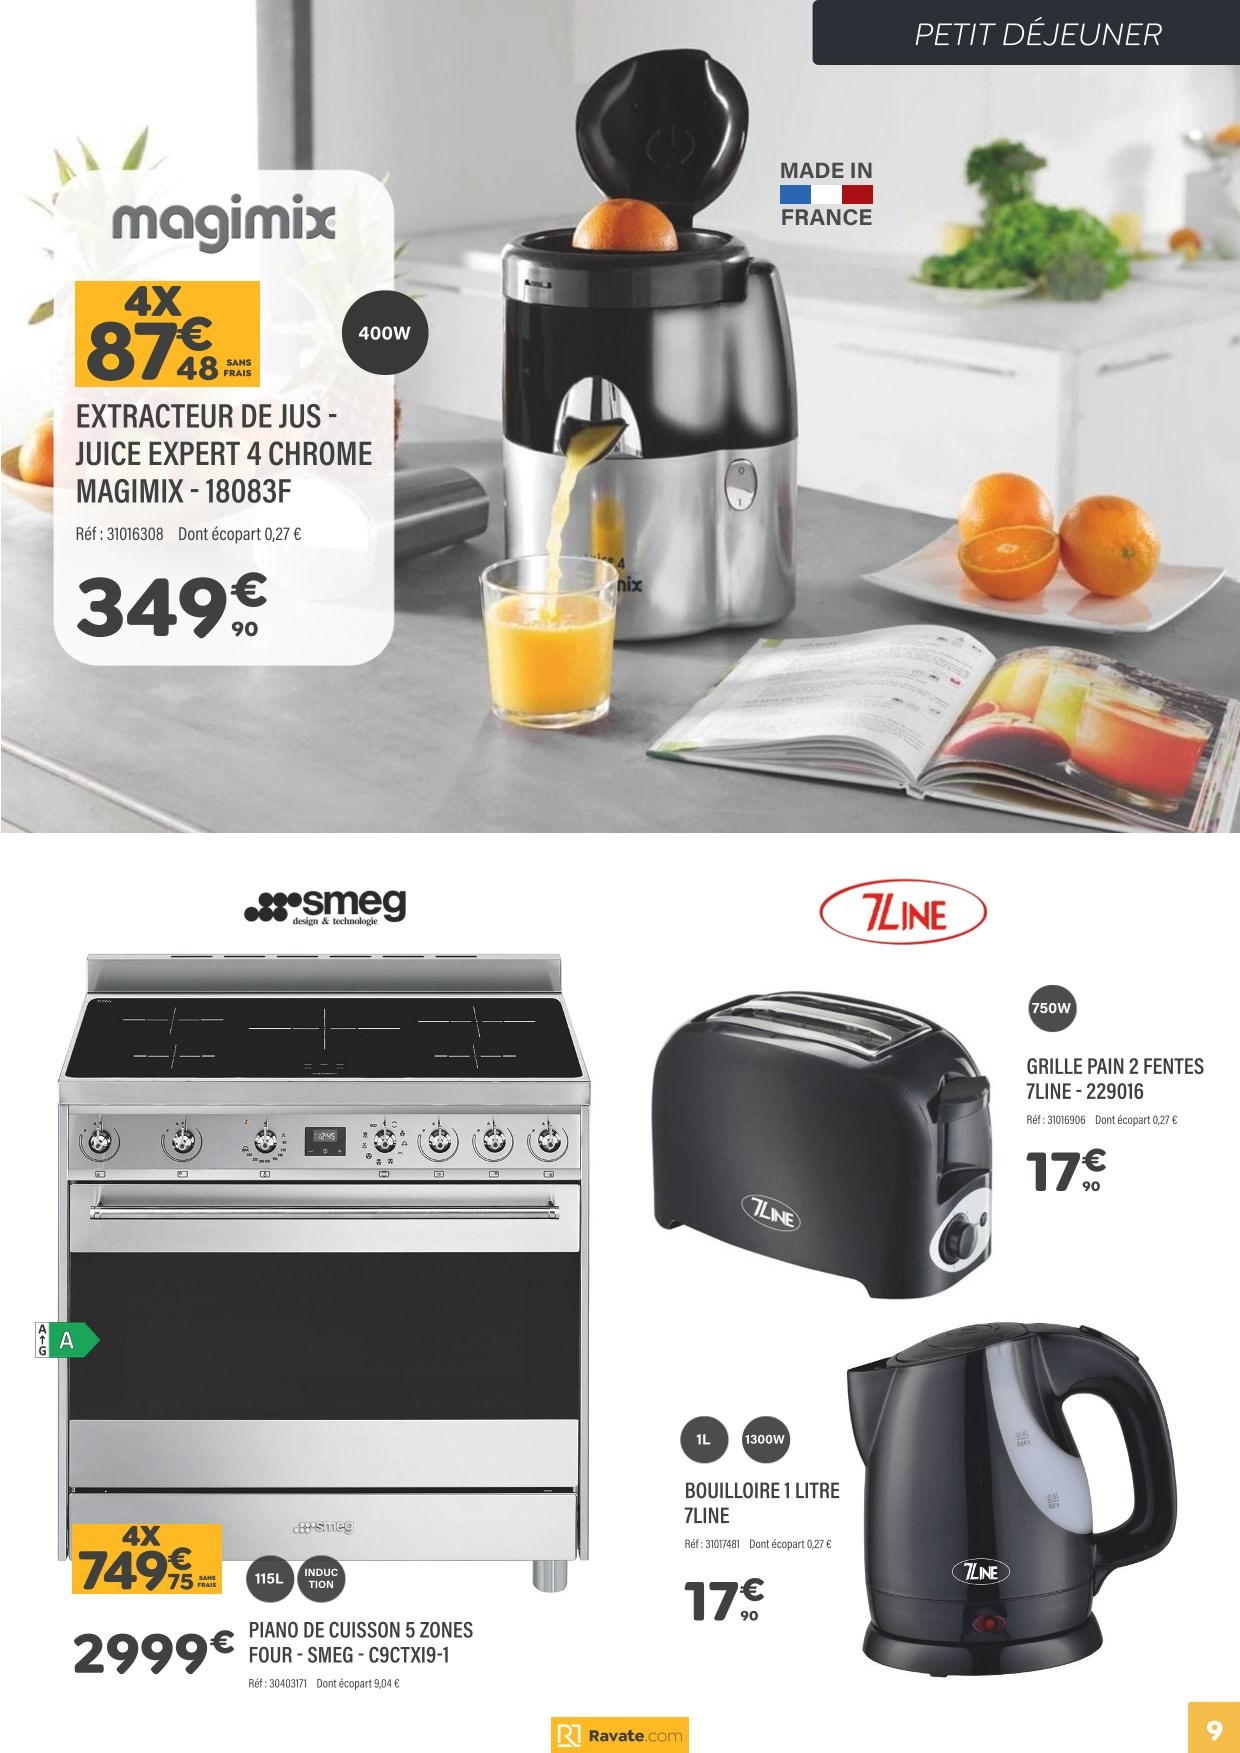 PETIT DÉJEUNER
MADE IN
FRANCE
magimix
4X
87€48 SANS FRAIS
400W
EXTRACTEUR DE JUS -
JUICE EXPERT 4 CHROME
MAGIMIX - 18083F
Réf : 31016308 Dont écopart 0,27 €
349€90
smeg
design & technologie
7LINE
750W
GRILLE PAIN 2 FENTES
7LINE - 229016
Réf : 31016906 Dont écopart 0,27 €
17€90
7LINE
A
↑
G
A
1L
1300W
BOUILLOIRE 1 LITRE
7LINE
Réf : 31017481 Dont écopart 0,27 €
17€90
7LINE
smeg
4X
749€75 SANS FRAIS
115L
INDUC
TION
2999€
PIANO DE CUISSON 5 ZONES
FOUR - SMEG - C9CTXI9-1
Réf : 30403171 Dont écopart 9,04 €
Ravate.com
9